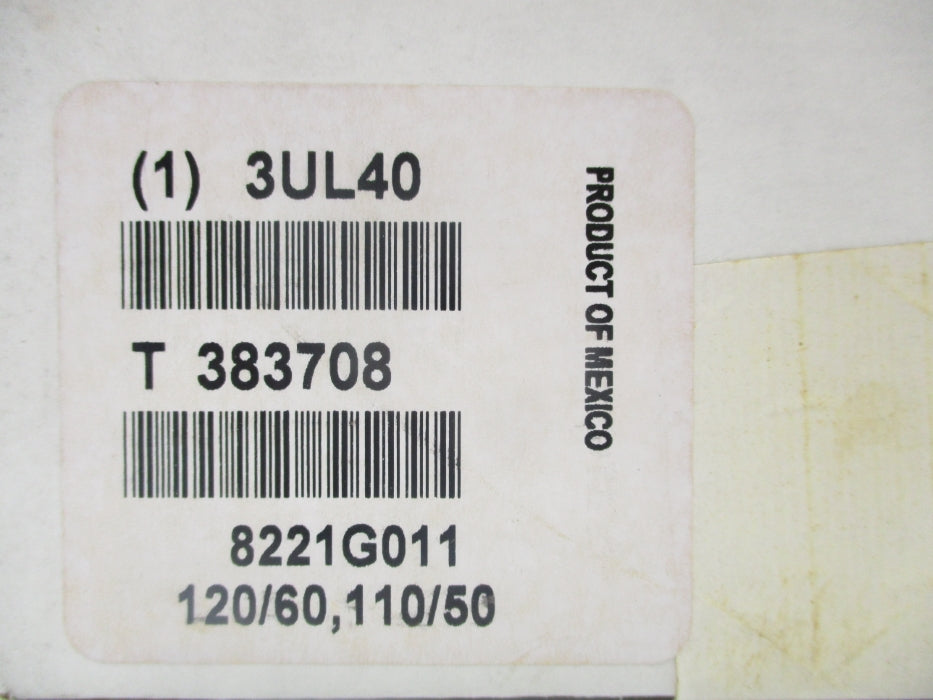 (1) 3UL40
T 383708
8221G011
120/60,110/50
PRODUCT OF MEXICO